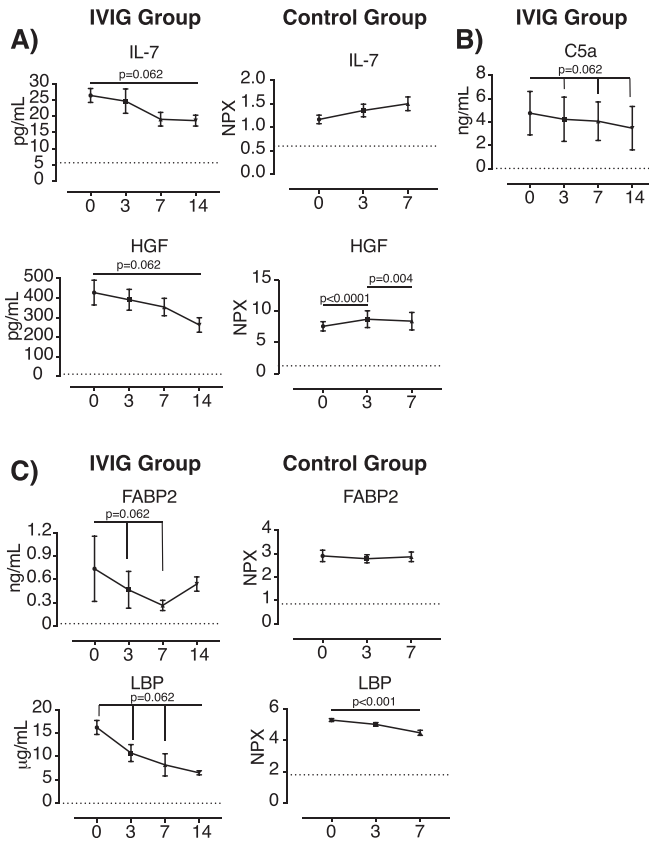 A)
IVIG Group
Control Group
B)
IVIG Group
IL-7
p=0.062
pg/mL
30
25
20
15
10
5
0
0 3 7 14
IL-7
NPX
2.0
1.5
1.0
0.5
0.0
0 3 7
C5a
p=0.062
ng/mL
8
6
4
2
0
0 3 7 14
HGF
p=0.062
pg/mL
500
400
300
200
100
0
0 3 7 14
HGF
p=0.004
p<0.0001
NPX
15
10
5
0
0 3 7
C)
IVIG Group
Control Group
FABP2
p=0.062
ng/mL
1.2
0.9
0.6
0.3
0.0
0 3 7 14
FABP2
NPX
4
3
2
1
0
0 3 7
LBP
p=0.062
µg/mL
20
15
10
5
0
0 3 7 14
LBP
p<0.001
NPX
6
4
2
0
0 3 7